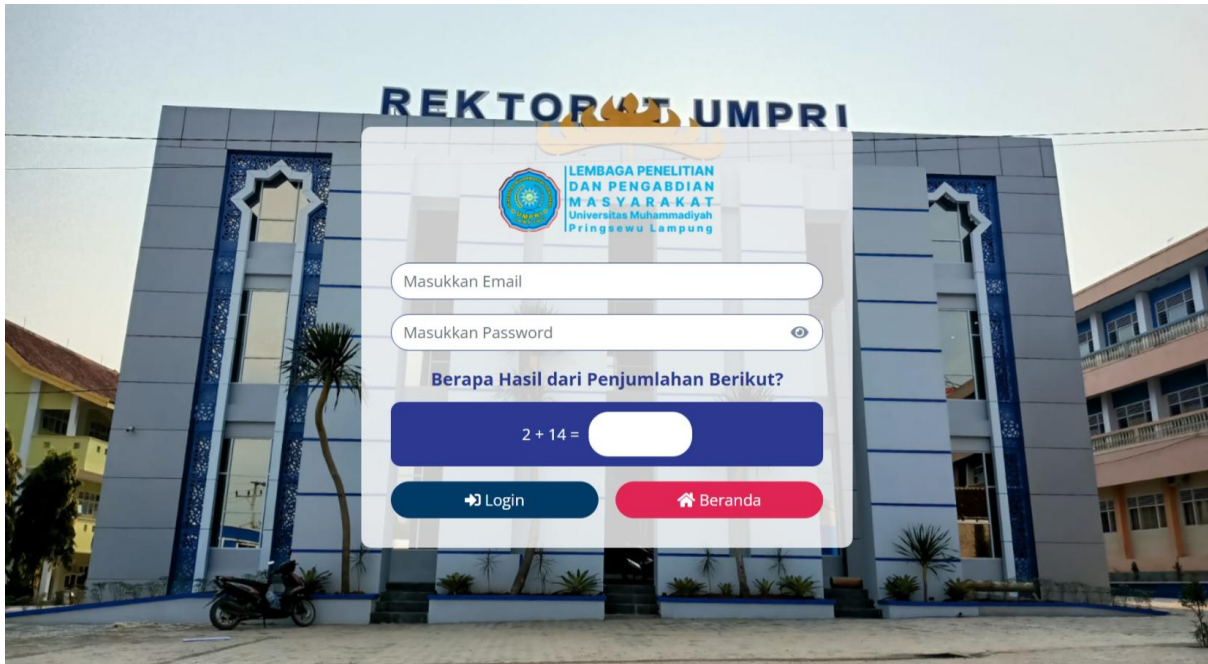 REKTORAT UMPRI
LEMBAGA PENELITIAN
DAN PENGABDIAN
MASYARAKAT
Universitas Muhammadiyah
Pringsewu Lampung
Masukkan Email
Masukkan Password
Berapa Hasil dari Penjumlahan Berikut?
2 + 14 =
Login
Beranda